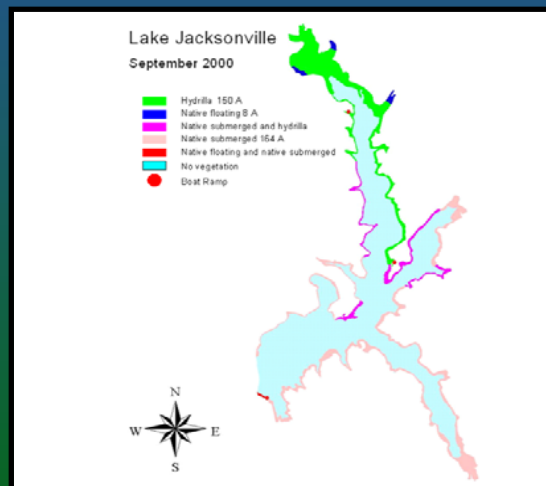 Lake Jacksonville
September 2000
Hydrilla 150 A
Native floating 8 A
Native submerged and hydrilla
Native submerged 164 A
Native floating and native submerged
No vegetation
Boat Ramp
N
W E
S